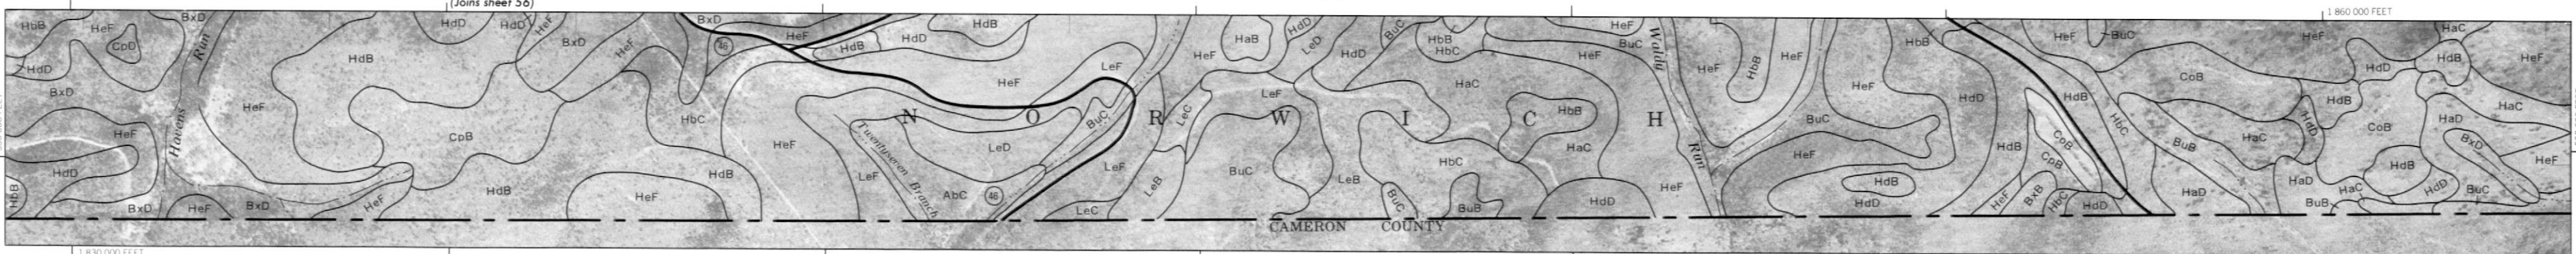 (Joins sheet 56)
1 860 000 FEET
HbB
HeF
BxD
CpD
HdD
BxD
Run
Havens
HdB
HdD
HdD
HeF
BxD
HeF
BxD
46
HeF
HdB
HdD
HdB
LeF
HeF
HeF
HaB
HdD
LeD
HdD
BuC
HbB
HbC
HeF
BuC
HeF
Waldy
Run
HeF
HbB
HeF
HeF
HbB
HeF
BuC
HeF
HaC
HeF
HeF
HeF
CpB
HbC
HeF
N O R W I C H
LeD
BuC
LeC
LeF
HaC
HbB
HaC
BuC
HdD
HdB
HbC
CoB
HdD
HdB
HdB
HaC
HaC
HdD
CoB
HaD
BxD
HeF
HdD
HbB
BxD
HeF
BxD
HeF
HdB
HeF
HdB
LeF
Twentyseven Branch
AbC
46
LeF
LeC
LeB
BuC
LeB
HbC
BuC
BuB
HdD
HeF
HeF
HdB
HdD
HdB
CoB
CpB
HeF
BxB
HbC
HdD
BuB
HaD
HaD
BuB
HaC
HdB
HdD
BuC
CAMERON COUNTY
1 830 000 FEET